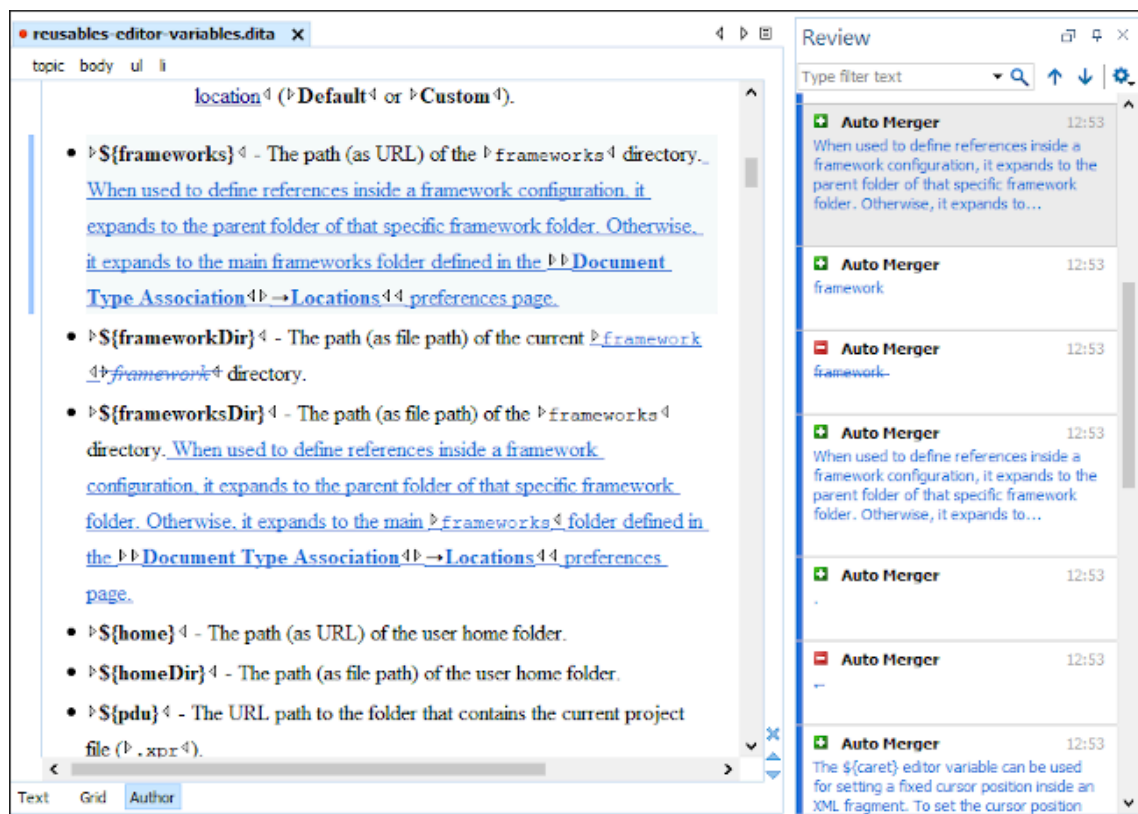 reusables-editor-variables.dita
topic body ul li
location (Default or Custom).
• ${frameworks} - The path (as URL) of the frameworks directory.
When used to define references inside a framework configuration, it
expands to the parent folder of that specific framework folder. Otherwise,
it expands to the main frameworks folder defined in the Document
Type Association→Locations preferences page.
• ${frameworkDir} - The path (as file path) of the current framework
framework directory.
• ${frameworksDir} - The path (as file path) of the frameworks
directory. When used to define references inside a framework
configuration, it expands to the parent folder of that specific framework
folder. Otherwise, it expands to the main frameworks folder defined in
the Document Type Association→Locations preferences
page.
• ${home} - The path (as URL) of the user home folder.
• ${homeDir} - The path (as file path) of the user home folder.
• ${pdu} - The URL path to the folder that contains the current project
file (.xpr).
Text Grid Author
Review
Type filter text
Auto Merger 12:53
When used to define references inside a
framework configuration, it expands to the
parent folder of that specific framework
folder. Otherwise, it expands to...
Auto Merger 12:53
framework
Auto Merger 12:53
framework
Auto Merger 12:53
When used to define references inside a
framework configuration, it expands to the
parent folder of that specific framework
folder. Otherwise, it expands to...
Auto Merger 12:53
.
Auto Merger 12:53
Auto Merger 12:53
The ${caret} editor variable can be used
for setting a fixed cursor position inside an
XML fragment. To set the cursor position